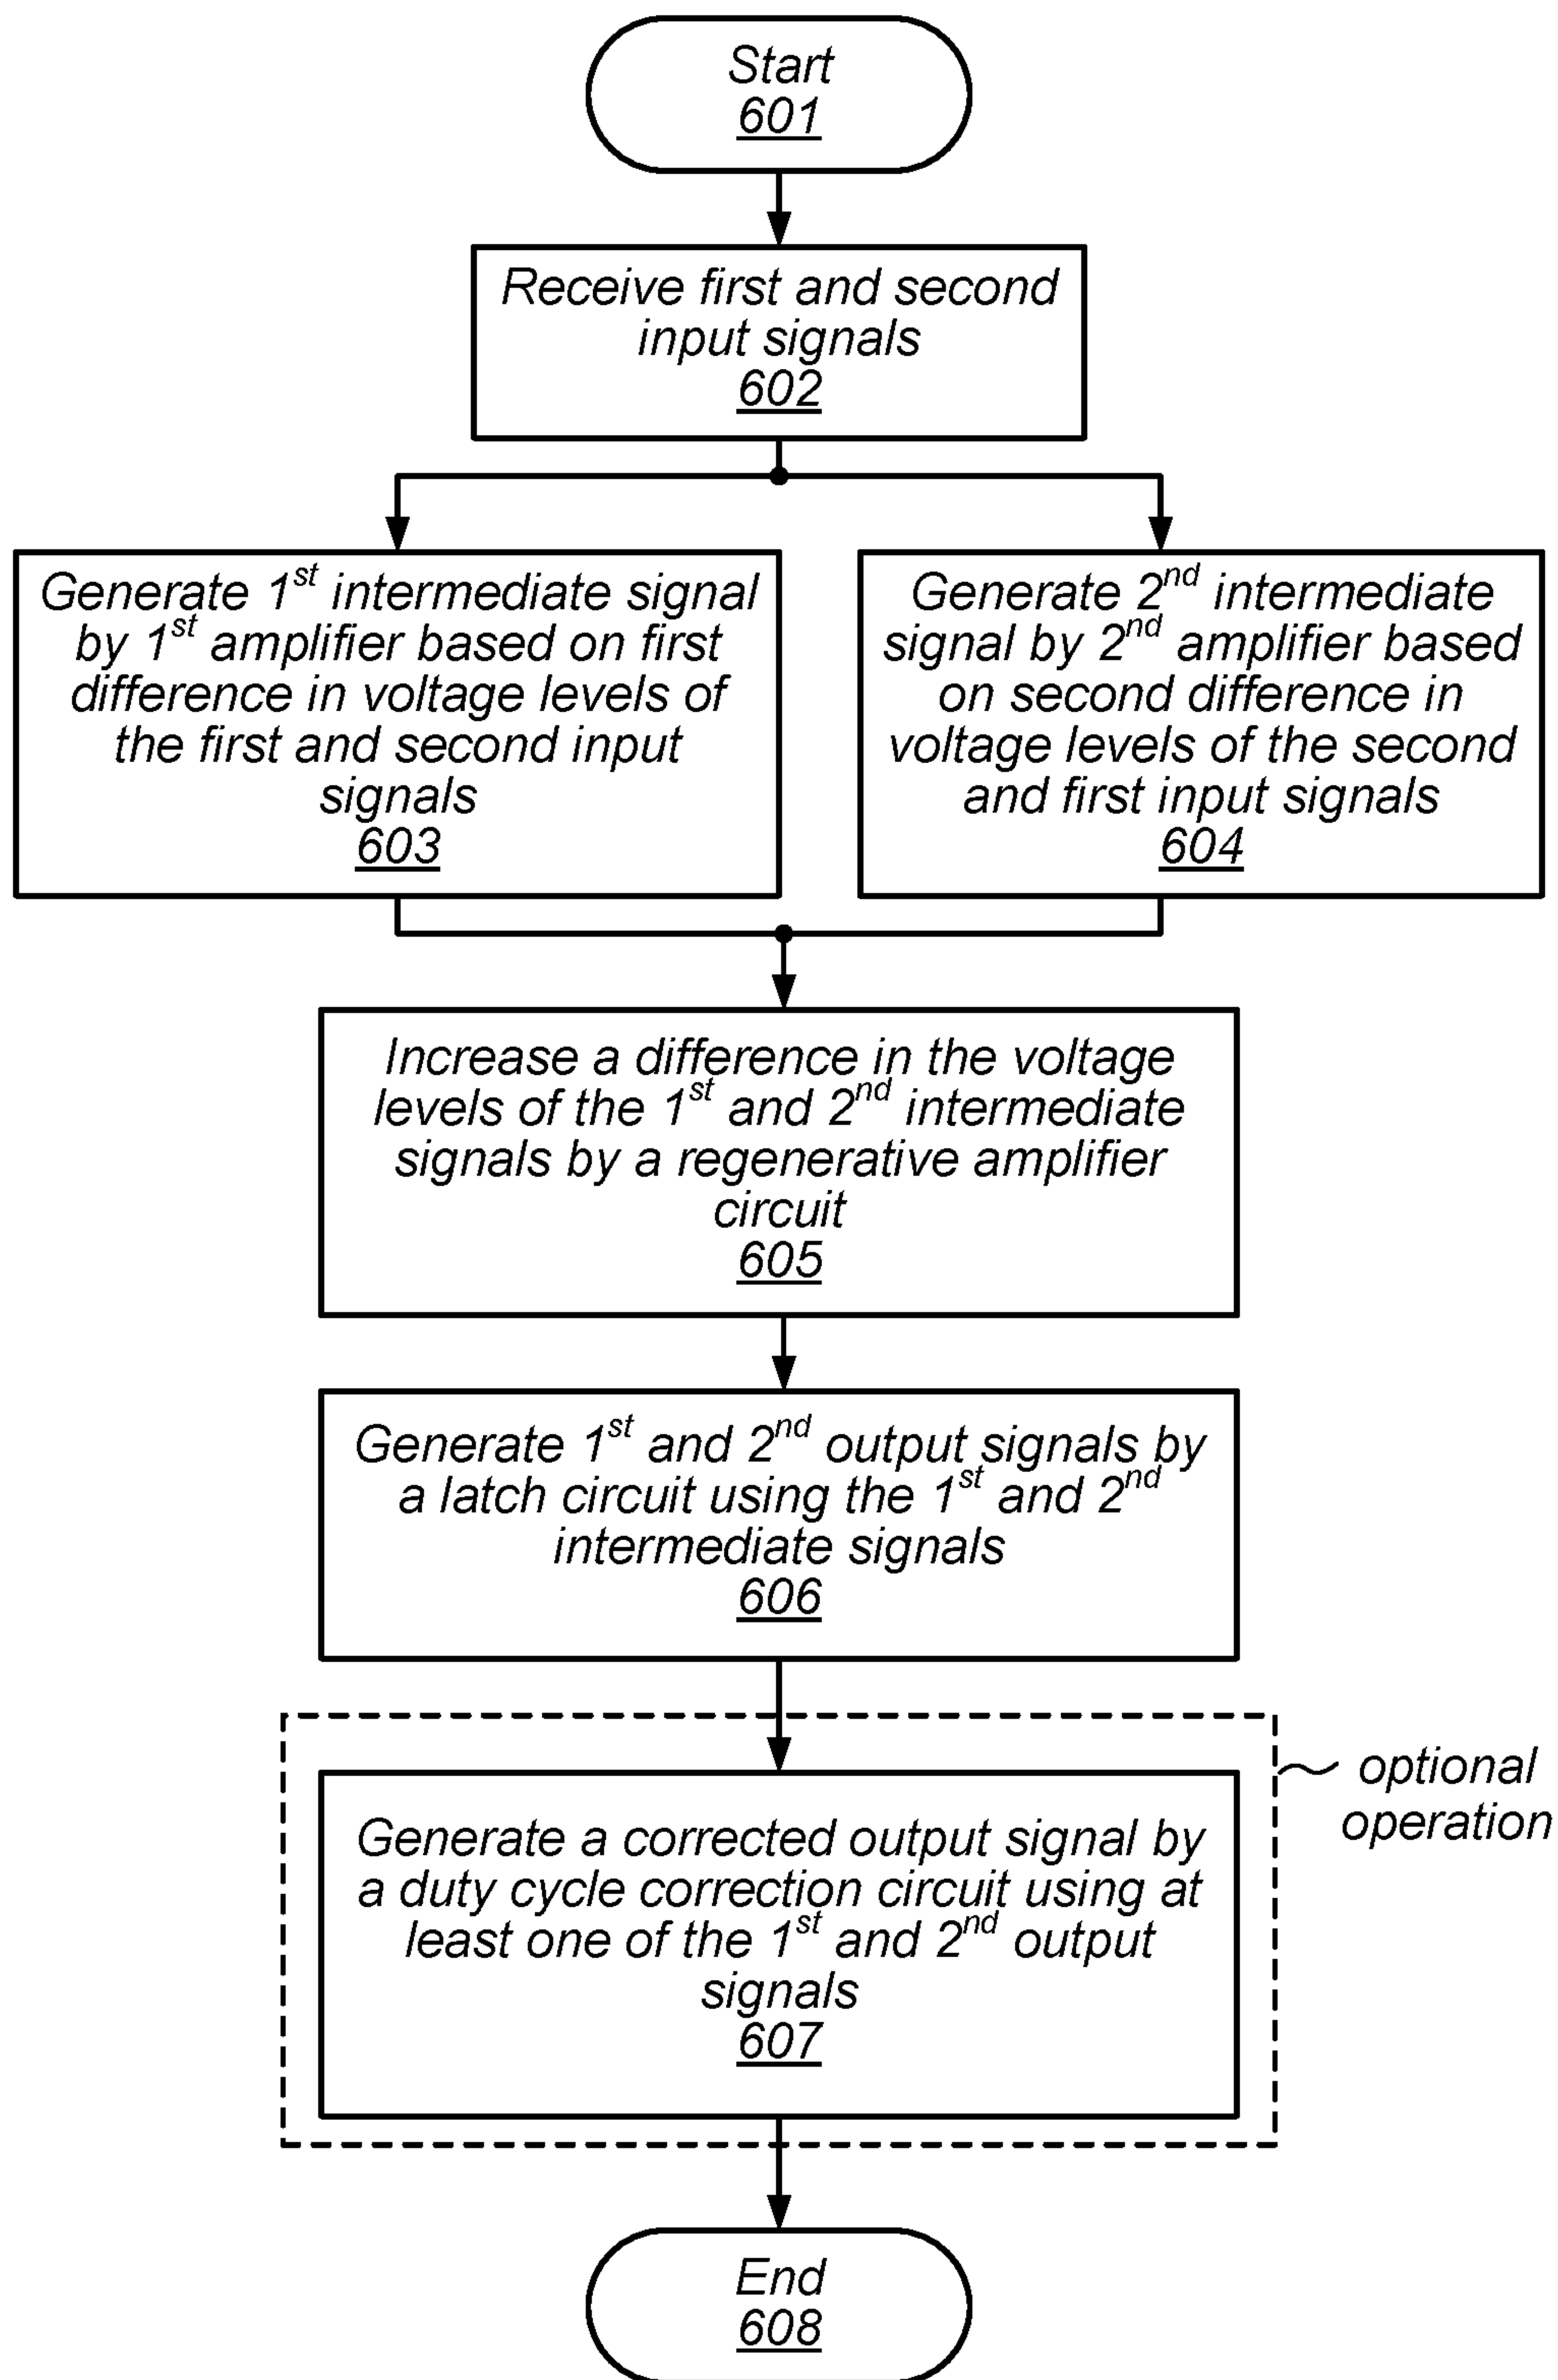 Start
601
Receive first and second
input signals
602
Generate 1st intermediate signal
by 1st amplifier based on first
difference in voltage levels of
the first and second input
signals
603
Generate 2nd intermediate
signal by 2nd amplifier based
on second difference in
voltage levels of the second
and first input signals
604
Increase a difference in the voltage
levels of the 1st and 2nd intermediate
signals by a regenerative amplifier
circuit
605
Generate 1st and 2nd output signals by
a latch circuit using the 1st and 2nd
intermediate signals
606
optional
operation
Generate a corrected output signal by
a duty cycle correction circuit using at
least one of the 1st and 2nd output
signals
607
End
608